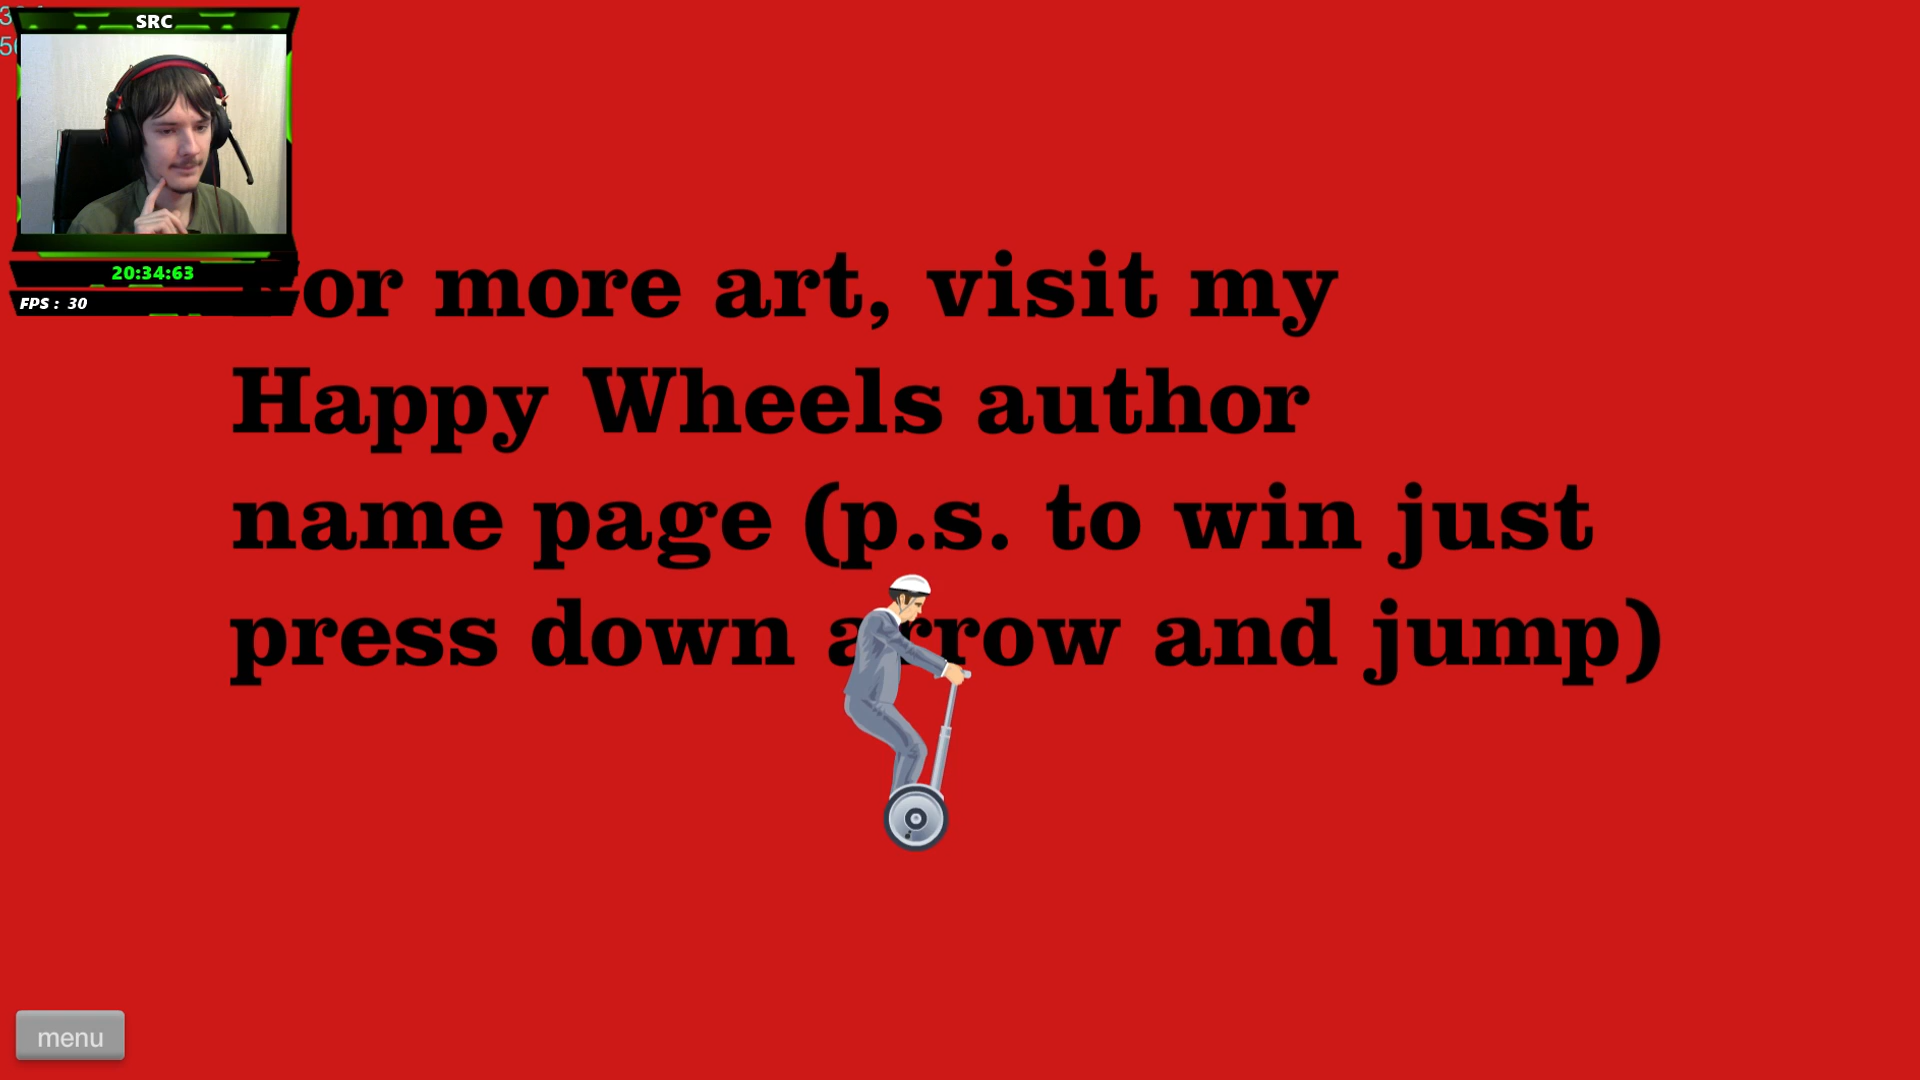 SRC
20:34:63
FPS : 30
or more art, visit my
Happy Wheels author
name page (p.s. to win just
press down arrow and jump)
menu